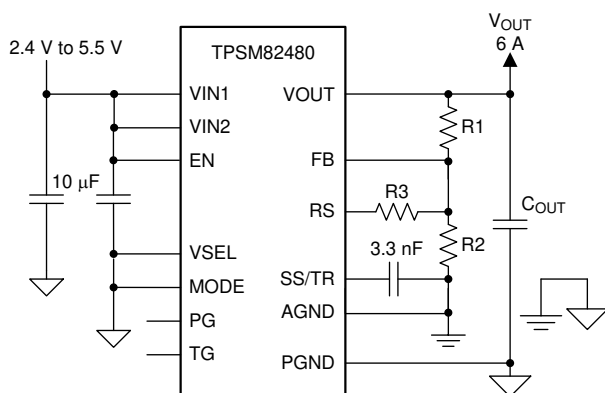 2.4 V to 5.5 V
TPSM82480
VOUT
6 A
VIN1
VOUT
VIN2
R1
EN
FB
10 μF
R3
RS
COUT
R2
VSEL
3.3 nF
SS/TR
MODE
AGND
PG
TG
PGND